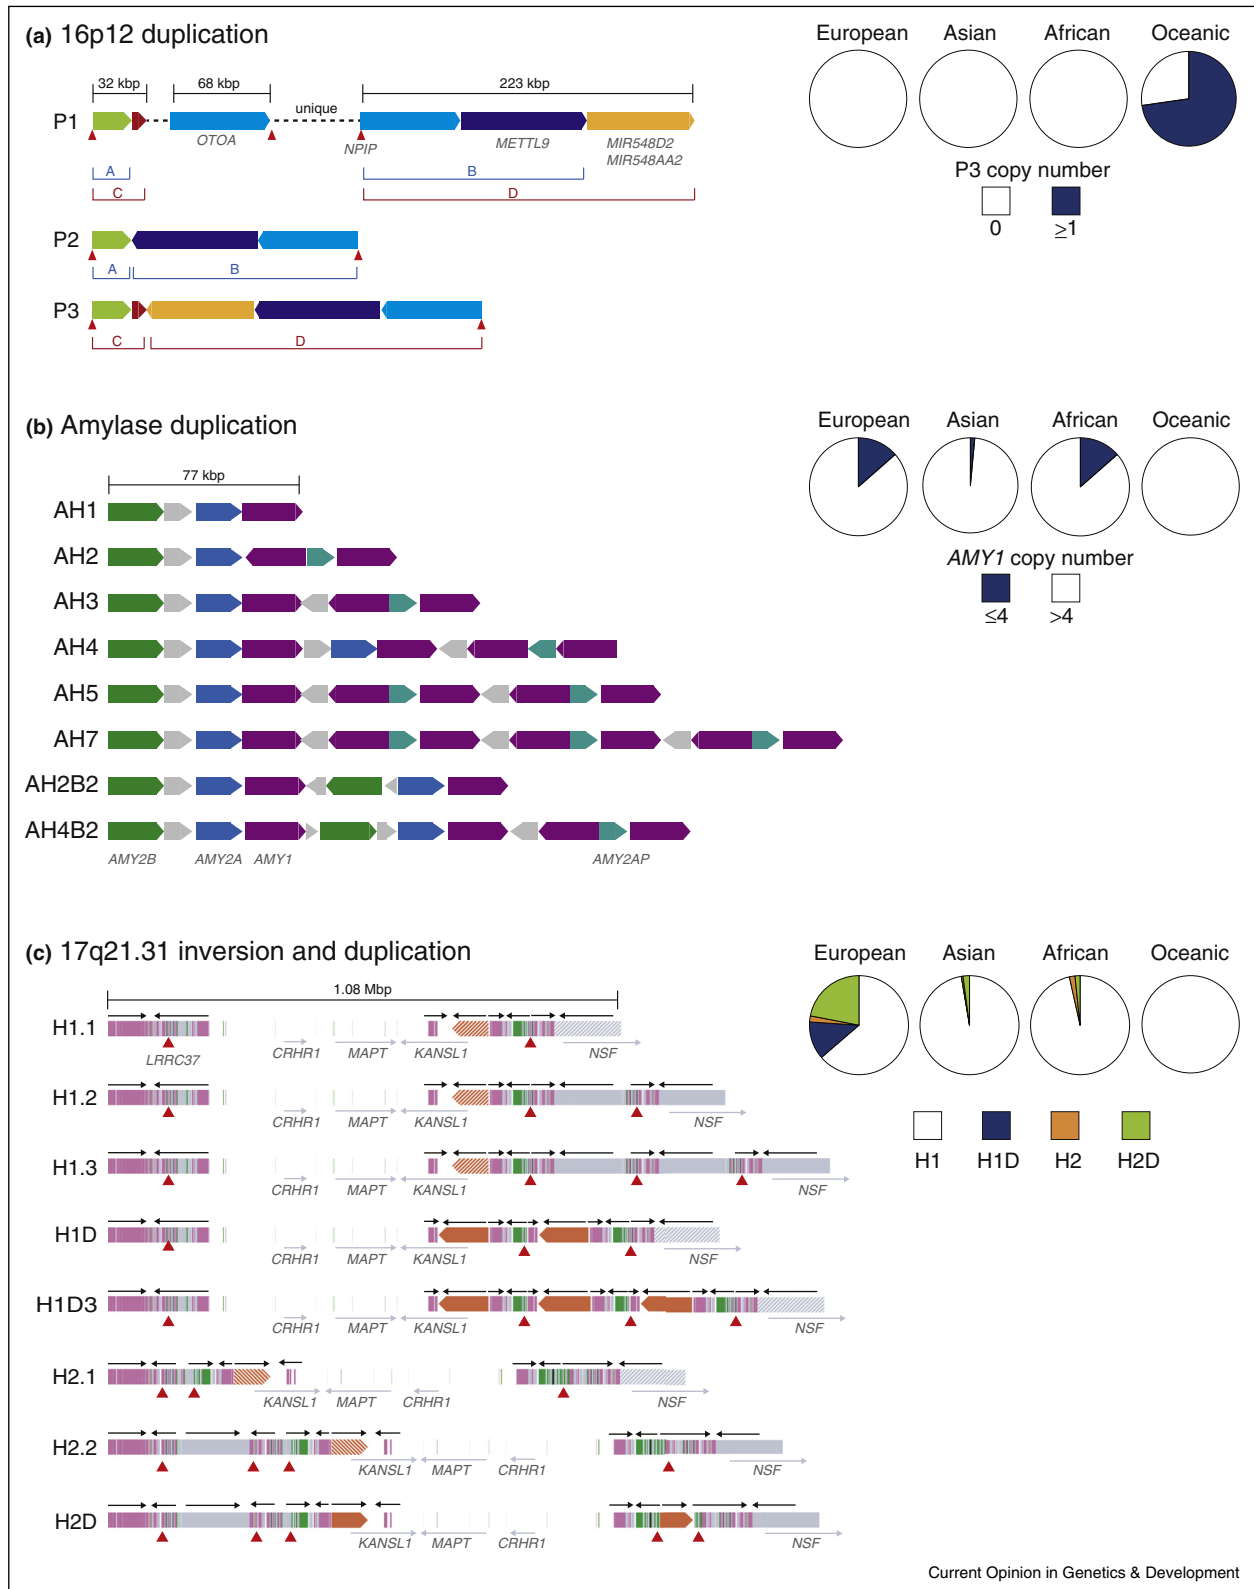 (a) 16p12 duplication
European Asian African Oceanic
32 kbp 68 kbp unique 223 kbp
P1
OTOA NPIP METTL9 MIR548D2
MIR548AA2
A B
C D
P3 copy number
0 ≥1
P2
A B
P3
C D
(b) Amylase duplication
European Asian African Oceanic
77 kbp
AH1
AH2
AH3
AH4
AH5
AH7
AH2B2
AH4B2
AMY2B AMY2A AMY1 AMY2AP
AMY1 copy number
≤4 >4
(c) 17q21.31 inversion and duplication
European Asian African Oceanic
1.08 Mbp
H1.1
LRRC37 CRHR1 MAPT KANSL1 NSF
H1.2
CRHR1 MAPT KANSL1 NSF
H1.3
CRHR1 MAPT KANSL1 NSF
H1D
CRHR1 MAPT KANSL1 NSF
H1D3
CRHR1 MAPT KANSL1 NSF
H2.1
KANSL1 MAPT CRHR1 NSF
H2.2
KANSL1 MAPT CRHR1 NSF
H2D
KANSL1 MAPT CRHR1 NSF
H1 H1D H2 H2D
Current Opinion in Genetics & Development